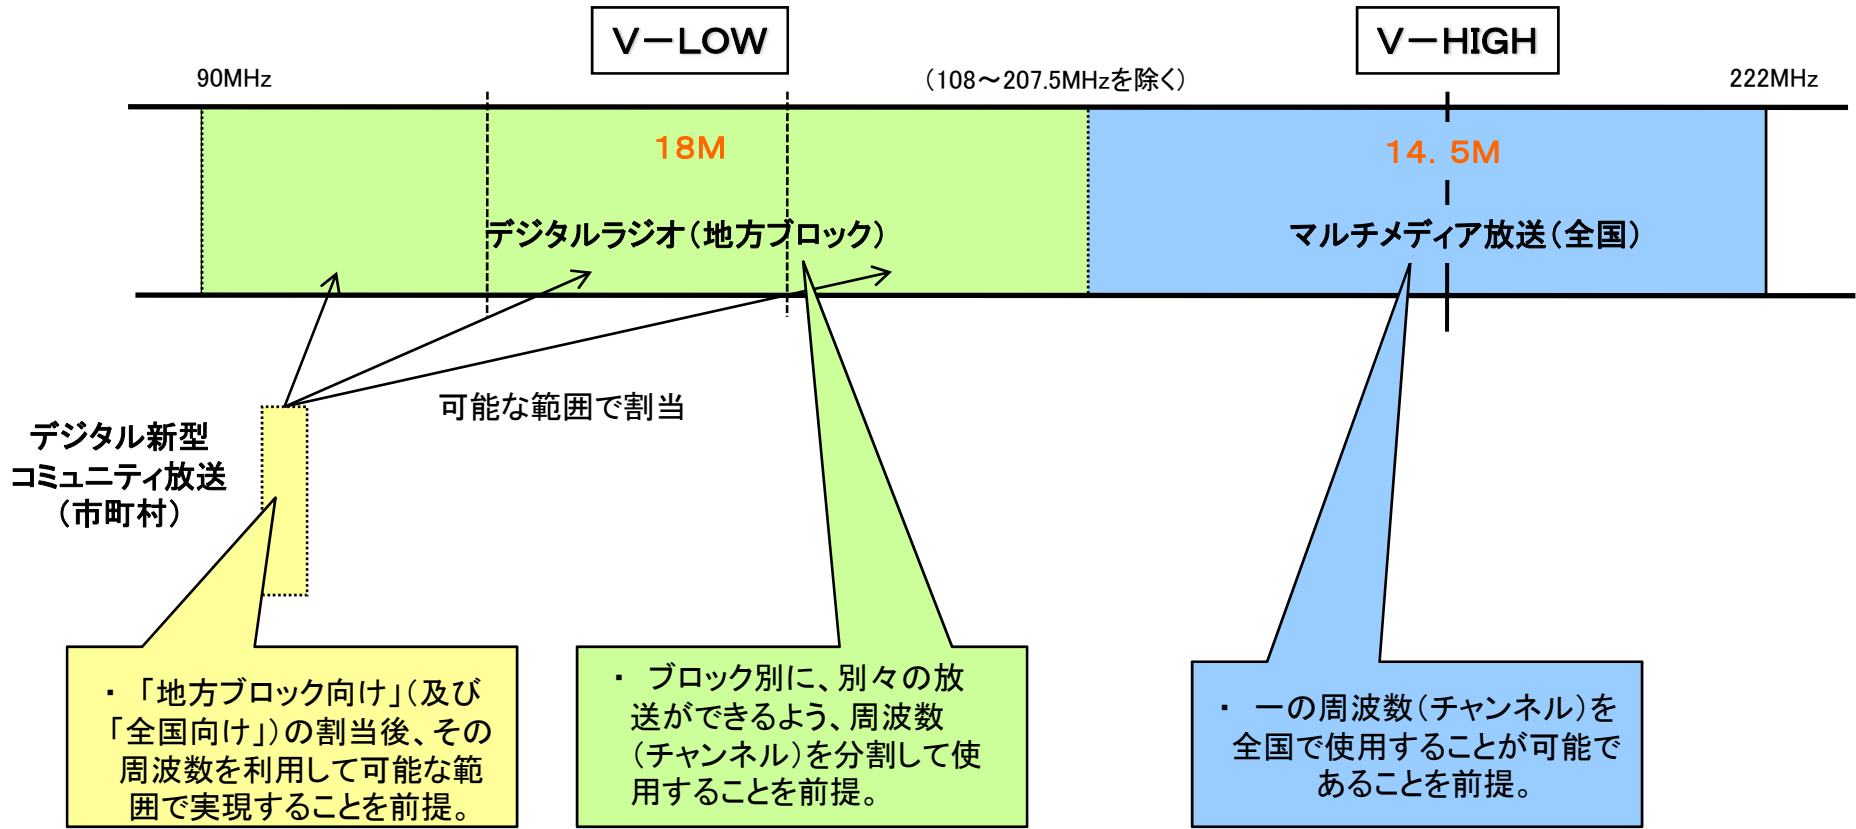 V－LOW
V－HIGH
90MHz
（108～207.5MHzを除く）
222MHz
18M
14．5M
デジタルラジオ（地方ブロック）
マルチメディア放送（全国）
可能な範囲で割当
デジタル新型
コミュニティ放送
（市町村）
・ 「地方ブロック向け」（及び
「全国向け」）の割当後、その
周波数を利用して可能な範
囲で実現することを前提。
・ ブロック別に、別々の放
送ができるよう、周波数
（チャンネル）を分割して使
用することを前提。
・ 一の周波数（チャンネル）を
全国で使用することが可能で
あることを前提。